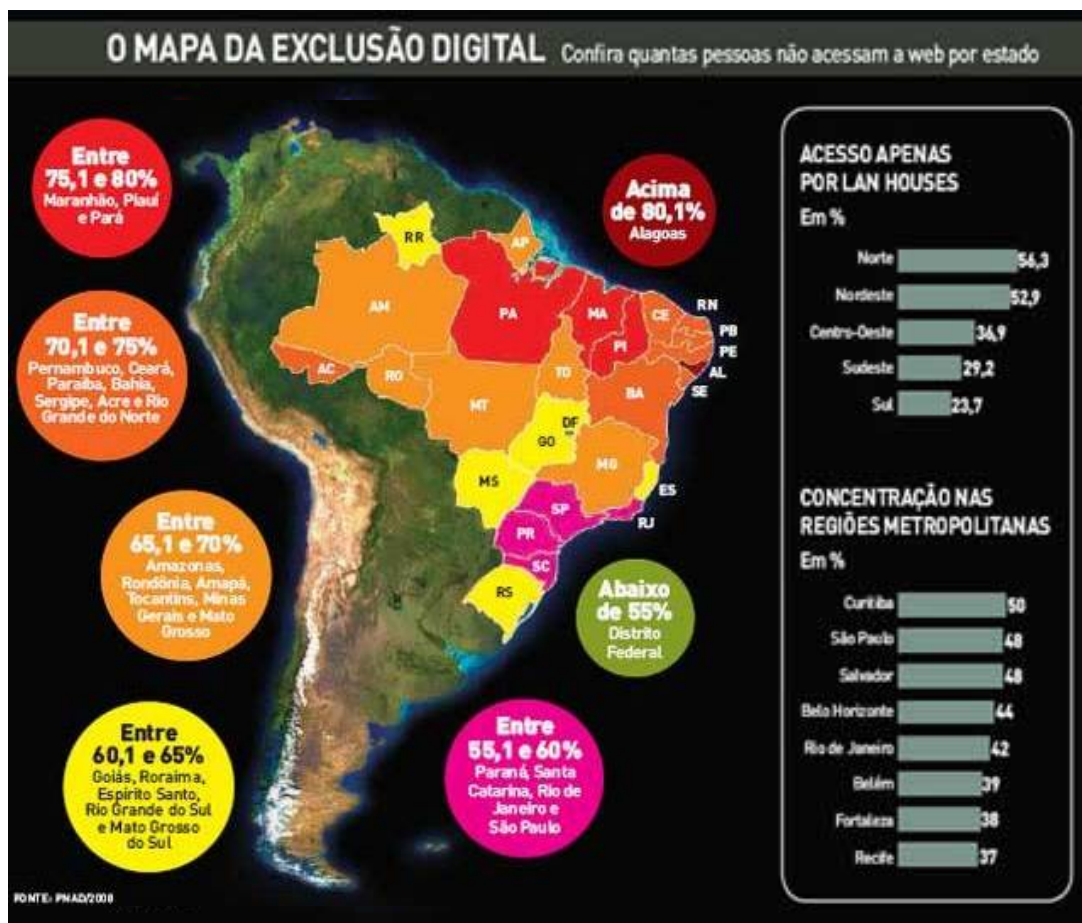 O MAPA DA EXCLUSÃO DIGITAL Confira quantas pessoas não acessam a web por estado
Entre
75,1 e 80%
Maranhão, Piauí
e Pará
Acima
de 80,1%
Alagoas
Entre
70,1 e 75%
Pernambuco, Ceará,
Paraíba, Bahia,
Sergipe, Acre e Rio
Grande do Norte
Entre
65,1 e 70%
Amazonas,
Rondônia, Amapá,
Tocantins, Minas
Gerais e Mato
Grosso
Entre
60,1 e 65%
Goiás, Roraima,
Espírito Santo,
Rio Grande do Sul
e Mato Grosso
do Sul
Entre
55,1 e 60%
Paraná, Santa
Catarina, Rio de
Janeiro e
São Paulo
Abaixo
de 55%
Distrito
Federal
RR
AP
AM
PA
MA
CE
RN
PB
PE
AL
SE
PI
AC
RO
TO
BA
MT
DF
GO
MG
MS
ES
SP
RJ
PR
SC
RS
ACESSO APENAS
POR LAN HOUSES
Em %
Norte 56,3
Nordeste 52,9
Centro-Oeste 34,9
Sudeste 29,2
Sul 23,7
CONCENTRAÇÃO NAS
REGIÕES METROPOLITANAS
Em %
Curitiba 50
São Paulo 48
Salvador 48
Belo Horizonte 44
Rio de Janeiro 42
Belém 39
Fortaleza 38
Recife 37
FONTE: PNAD/2008